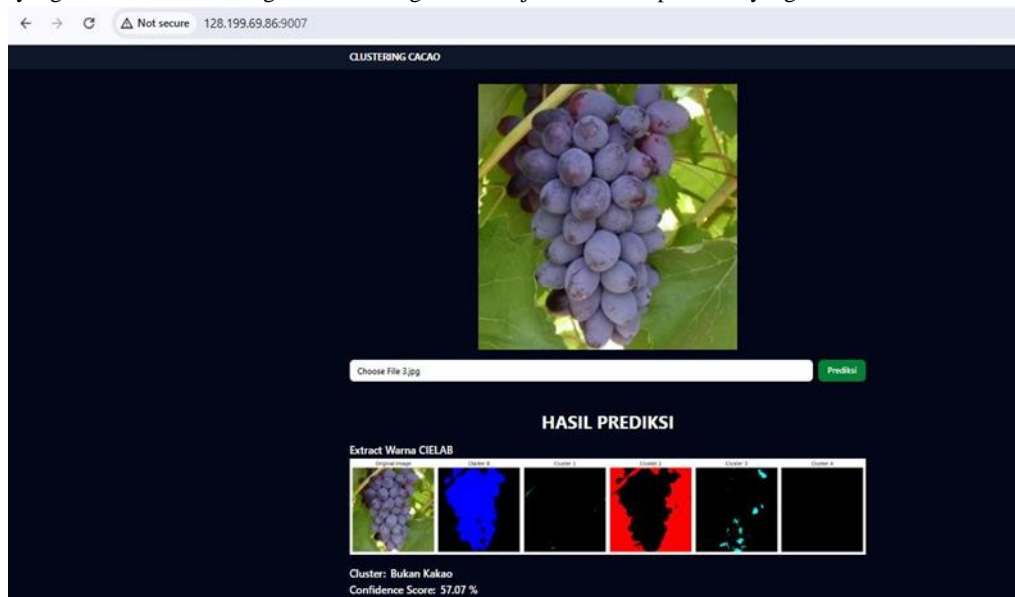 Not secure 128.199.69.86:9007
CLUSTERING CACAO
Choose File 3.jpg Prediksi
HASIL PREDIKSI
Extract Warna CIELAB
Original Image Cluster 0 Cluster 1 Cluster 2 Cluster 3 Cluster 4
Cluster: Bukan Kakao
Confidence Score: 57.07 %